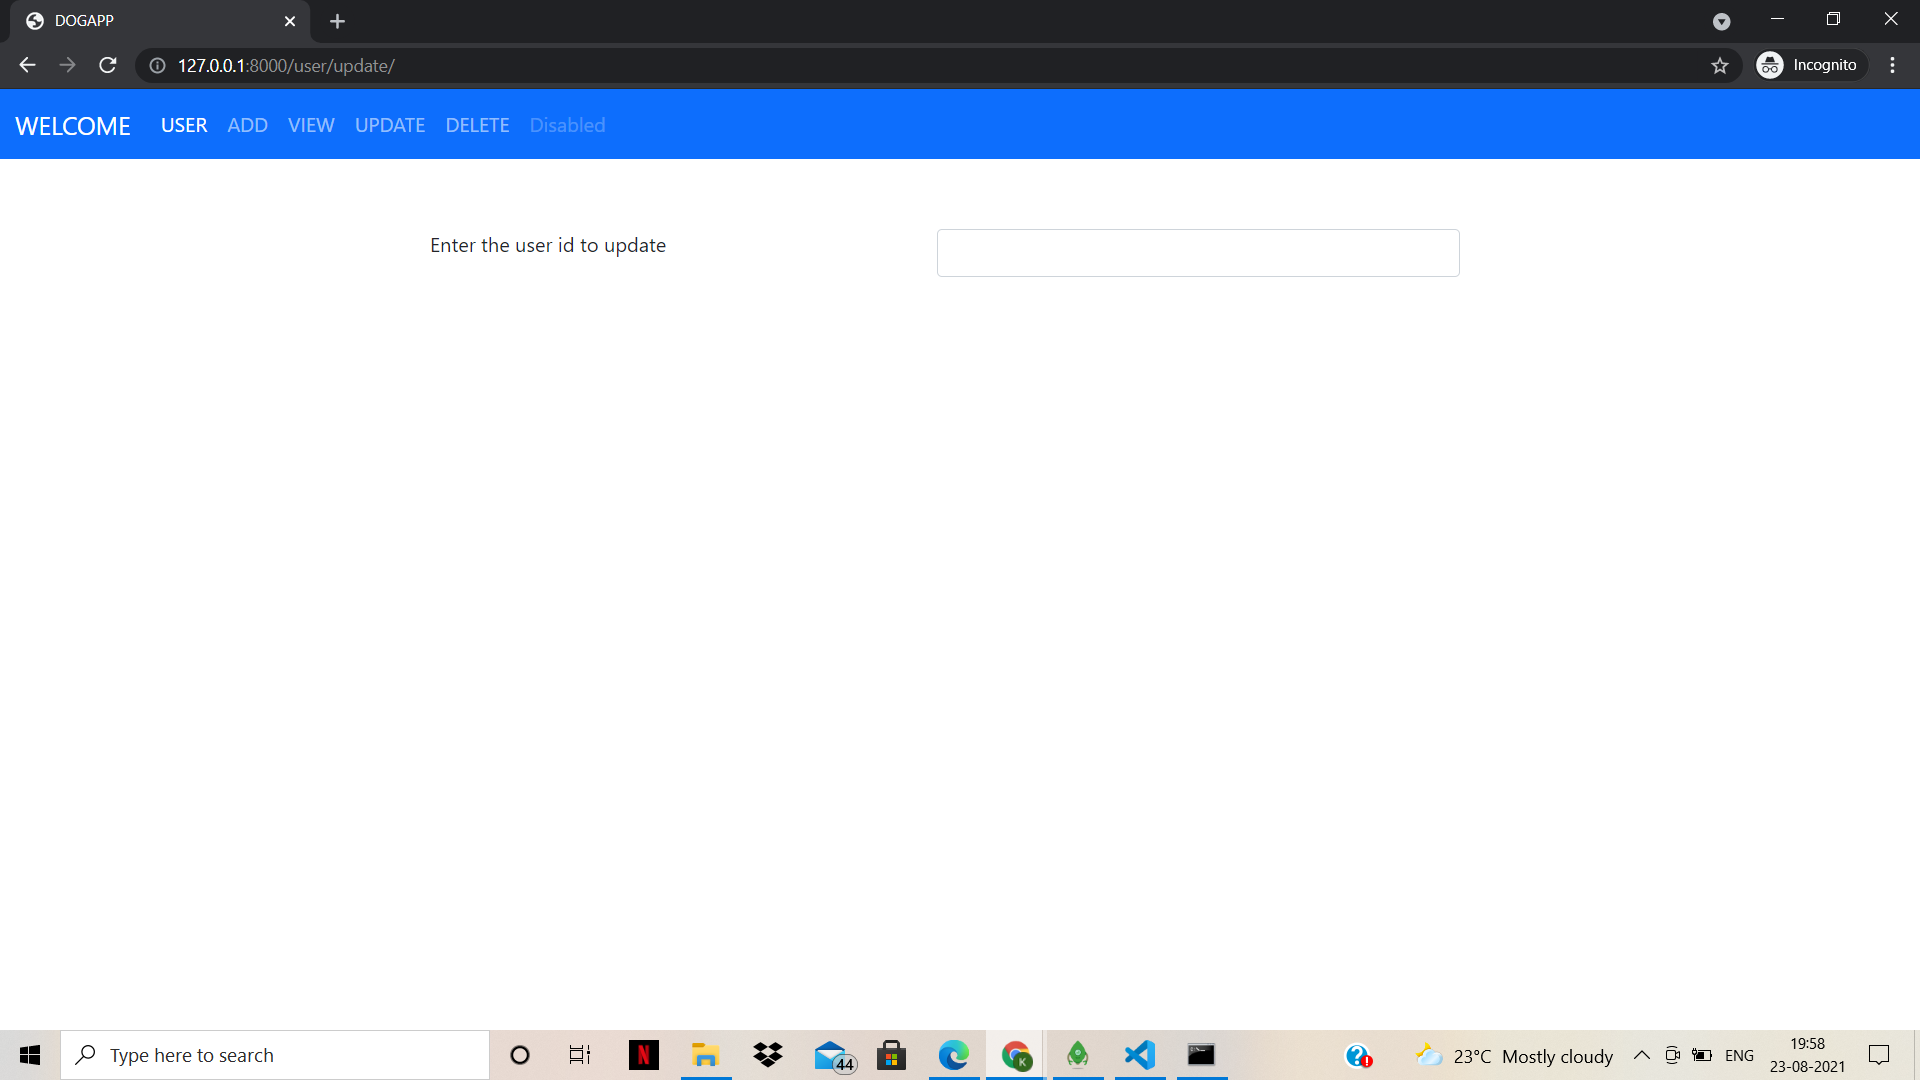 DOGAPP
127.0.0.1:8000/user/update/
Incognito
WELCOME USER ADD VIEW UPDATE DELETE Disabled
Enter the user id to update
Type here to search
N
44
K
23°C Mostly cloudy
ENG
19:58
23-08-2021